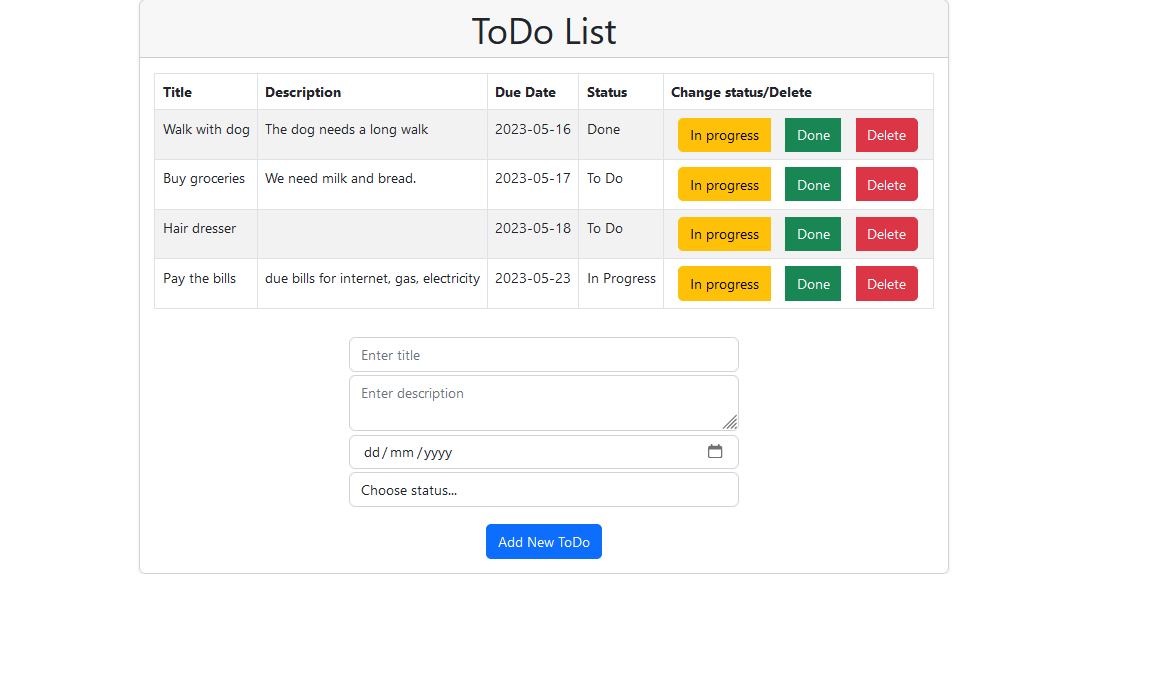 ToDo List
Title Description Due Date Status Change status/Delete
Walk with dog The dog needs a long walk 2023-05-16 Done In progress Done Delete
Buy groceries We need milk and bread. 2023-05-17 To Do In progress Done Delete
Hair dresser 2023-05-18 To Do In progress Done Delete
Pay the bills due bills for internet, gas, electricity 2023-05-23 In Progress In progress Done Delete
Enter title
Enter description
dd/mm/yyyy
Choose status...
Add New ToDo